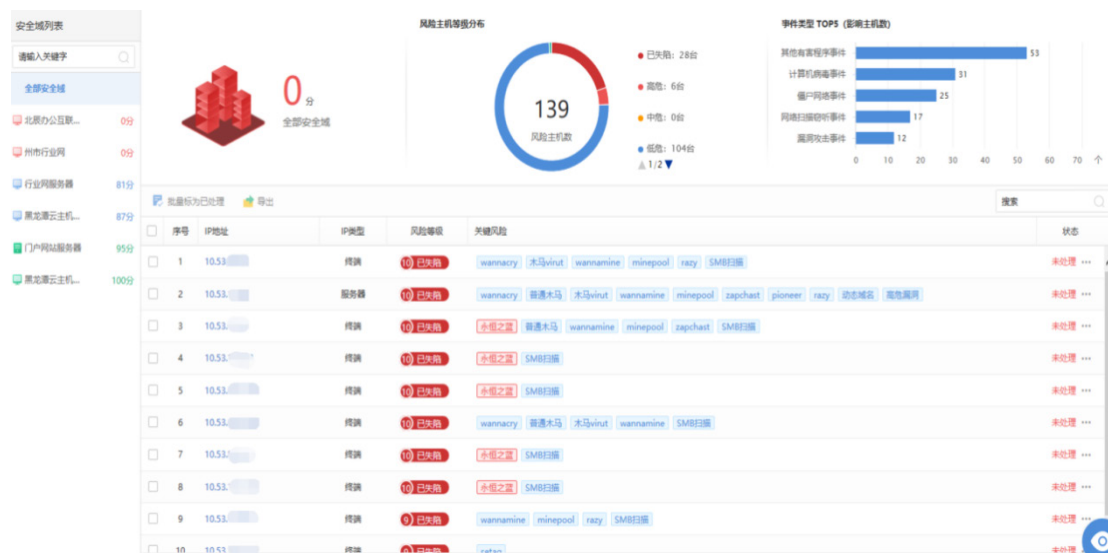 安全域列表
请输入关键字
全部安全域
北辰办公互联... 0分
州市行业网 0分
行业网服务器 81分
黑龙潭云主机... 87分
门户网站服务器 95分
黑龙潭云主机... 100分
0分
全部安全域
风险主机等级分布
139
风险主机数
已失陷: 28台
高危: 6台
中危: 0台
低危: 104台
1/2
事件类型 TOP5 (影响主机数)
其他有害程序事件 53
计算机病毒事件 31
僵尸网络事件 25
网络扫描窃听事件 17
漏洞攻击事件 12
0 10 20 30 40 50 60 70 个
批量标为已处理 导出
搜索
序号 IP地址 IP类型 风险等级 关键风险 状态
1 10.53 终端 10 已失陷 wannacry 木马virut wannamine minepool razy SMB扫描 未处理 ...
2 10.53. 服务器 10 已失陷 wannacry 普通木马 木马virut wannamine minepool zapchast pioneer razy 动态域名 高危漏洞 未处理 ...
3 10.53. 终端 10 已失陷 永恒之蓝 普通木马 wannamine minepool zapchast SMB扫描 未处理 ...
4 10.53. 终端 10 已失陷 永恒之蓝 SMB扫描 未处理 ...
5 10.53. 终端 10 已失陷 永恒之蓝 SMB扫描 未处理 ...
6 10.53. 终端 10 已失陷 wannacry 普通木马 木马virut wannamine SMB扫描 未处理 ...
7 10.53. 终端 10 已失陷 永恒之蓝 SMB扫描 未处理 ...
8 10.53. 终端 10 已失陷 永恒之蓝 SMB扫描 未处理 ...
9 10.53. 终端 9 已失陷 wannamine minepool razy SMB扫描 未处理 ...
10 10.53 终端 9 已失陷 satan 未处理 ...